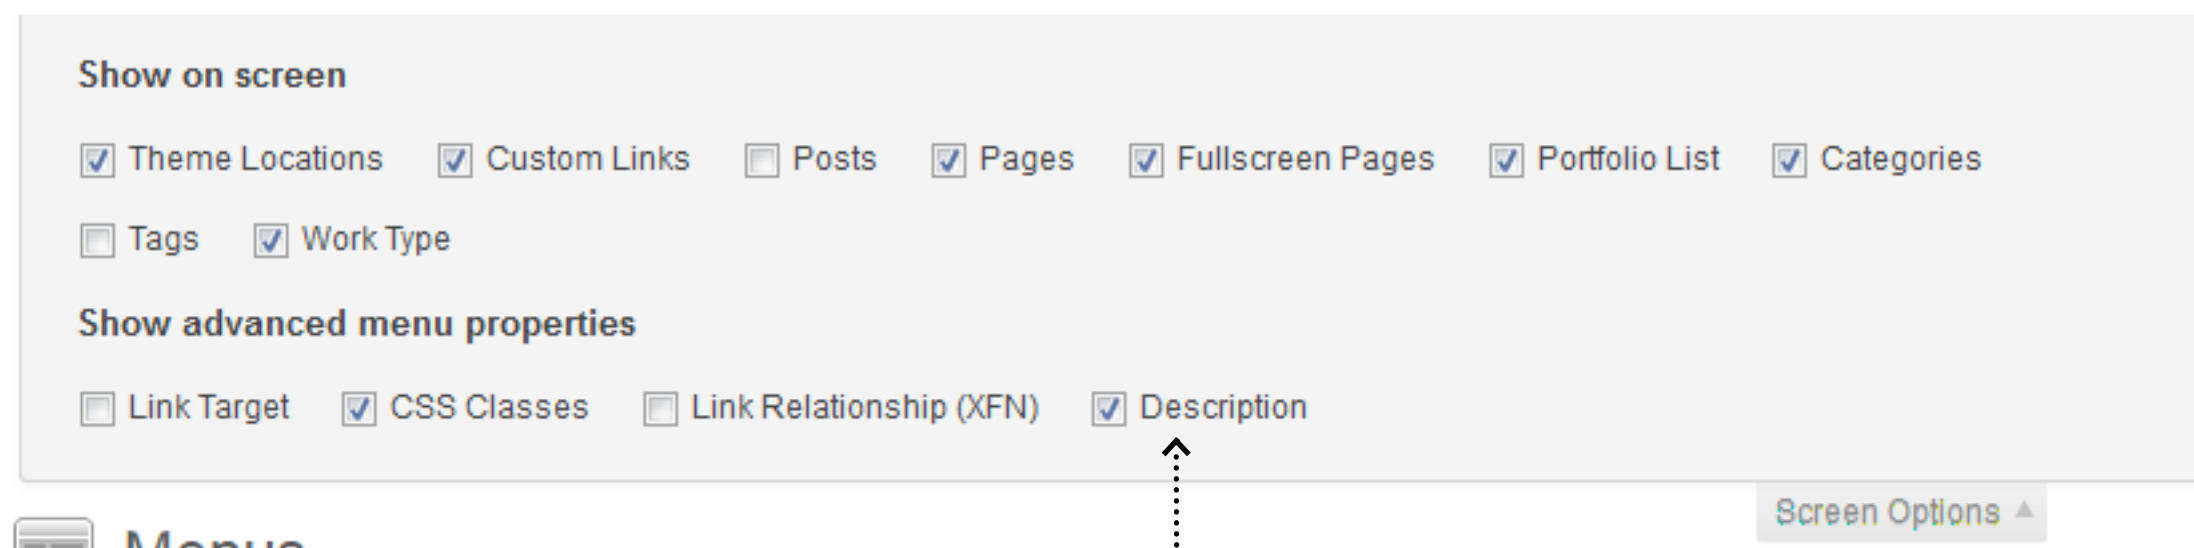 Show on screen
Theme Locations Custom Links Posts Pages Fullscreen Pages Portfolio List Categories
Tags Work Type
Show advanced menu properties
Link Target CSS Classes Link Relationship (XFN) Description
Screen Options
Menus